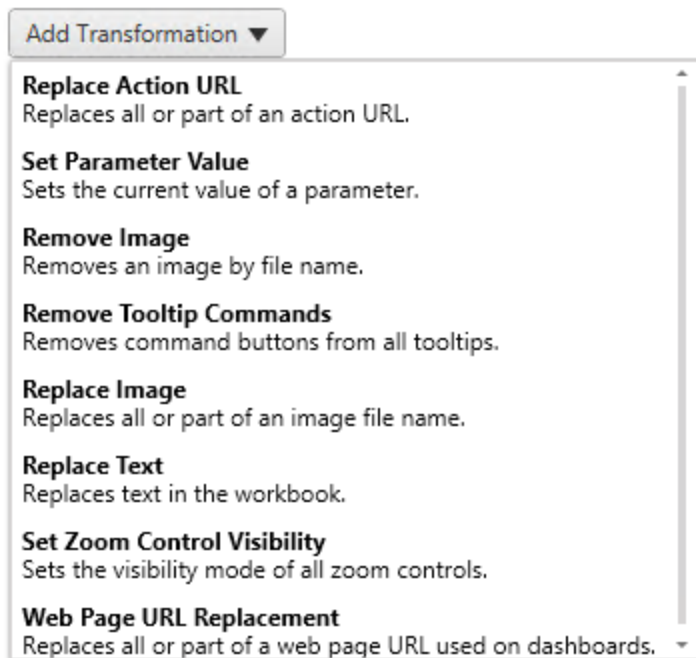 Add Transformation
Replace Action URL
Replaces all or part of an action URL.
Set Parameter Value
Sets the current value of a parameter.
Remove Image
Removes an image by file name.
Remove Tooltip Commands
Removes command buttons from all tooltips.
Replace Image
Replaces all or part of an image file name.
Replace Text
Replaces text in the workbook.
Set Zoom Control Visibility
Sets the visibility mode of all zoom controls.
Web Page URL Replacement
Replaces all or part of a web page URL used on dashboards.